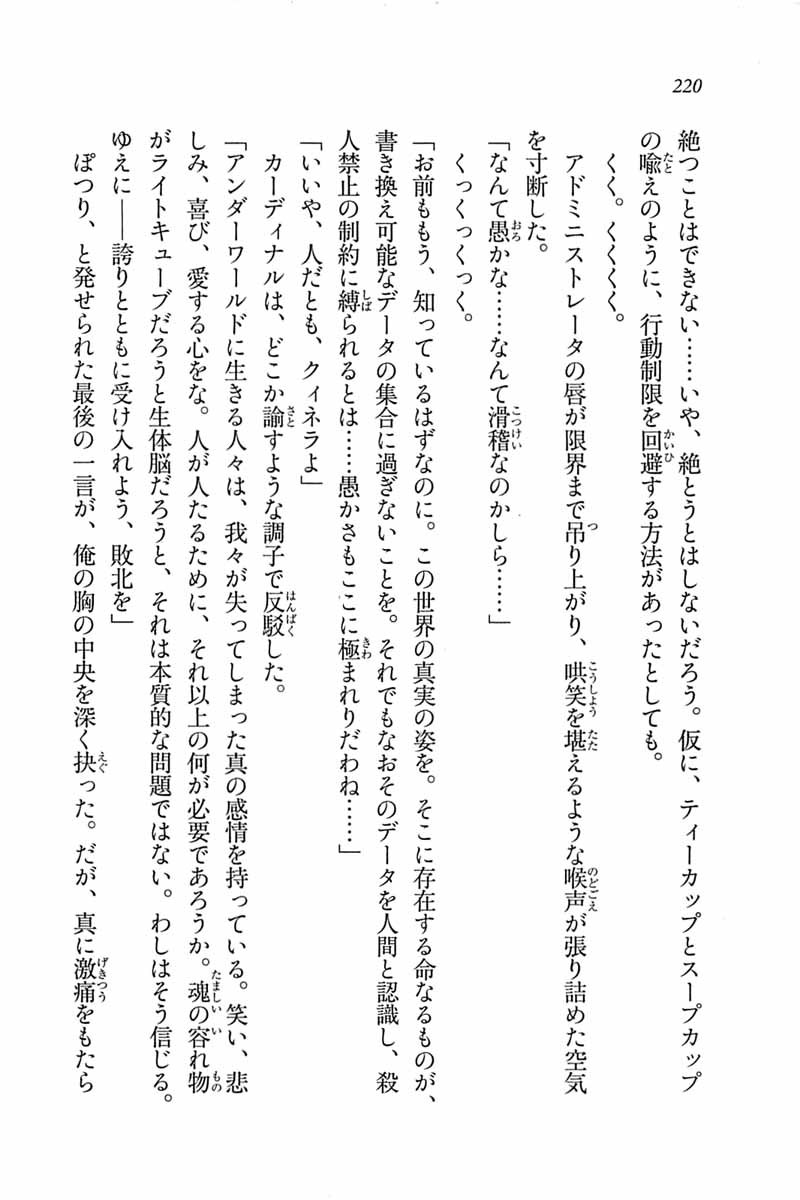 220
絶つことはできない……いや、絶とうとはしないだろう。仮に、ティーカップとスープカップ
の喩えのように、行動制限を回避する方法があったとしても。
くく。くくくく。
アドミニストレータの唇が限界まで吊り上がり、哄笑を堪えるような喉声が張り詰めた空気
を寸断した。
「なんて愚かな……なんて滑稽なのかしら……」
くっくっくっく。
「お前ももう、知っているはずなのに。この世界の真実の姿を。そこに存在する命なるものが、
書き換え可能なデータの集合に過ぎないことを。それでもなおそのデータを人間と認識し、殺
人禁止の制約に縛られるとは……愚かさもここに極まれりだわね……」
「いいや、人だとも、クィネラよ」
カーディナルは、どこか諭すような調子で反駁した。
「アンダーワールドに生きる人々は、我々が失ってしまった真の感情を持っている。笑い、悲
しみ、喜び、愛する心をな。人が人たるために、それ以上の何が必要であろうか。魂の容れ物
がライトキューブだろうと生体脳だろうと、それは本質的な問題ではない。わしはそう信じる。
ゆえに――誇りとともに受け入れよう、敗北を」
ぽつり、と発せられた最後の一言が、俺の胸の中央を深く抉った。だが、真に激痛をもたら